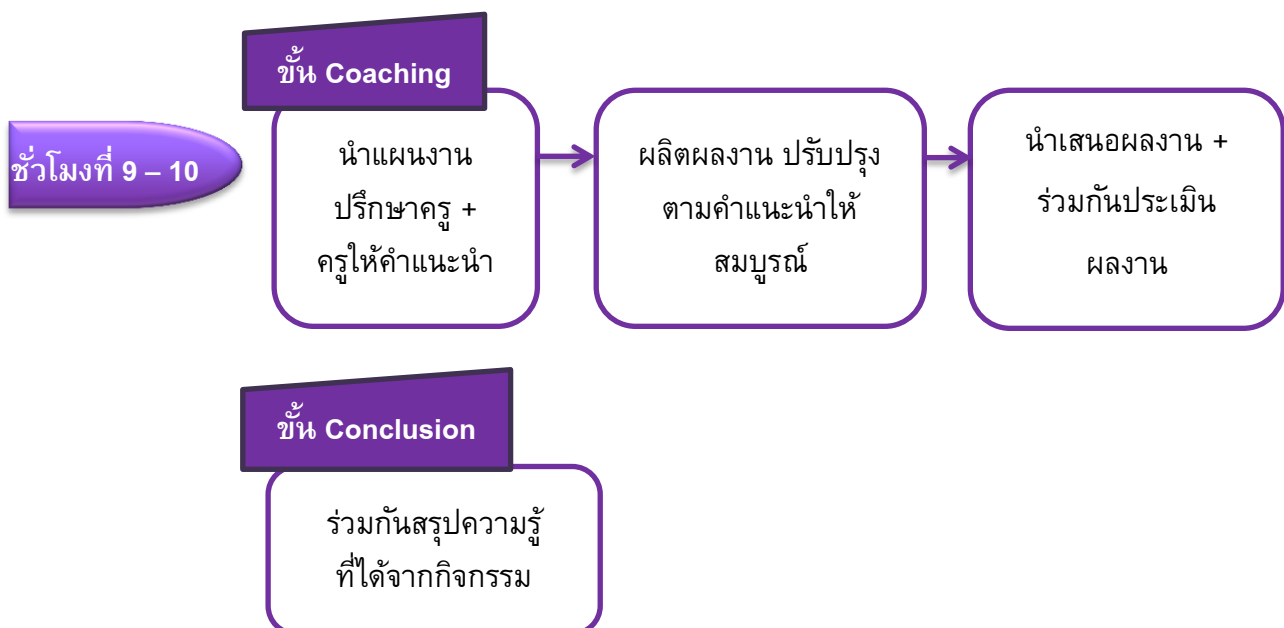 ขั้น Coaching
ชั่วโมงที่ 9 – 10
นำแผนงาน
ปรึกษาครู +
ครูให้คำแนะนำ
ผลิตผลงาน ปรับปรุง
ตามคำแนะนำให้
สมบูรณ์
นำเสนอผลงาน +
ร่วมกันประเมิน
ผลงาน
ขั้น Conclusion
ร่วมกันสรุปความรู้
ที่ได้จากกิจกรรม